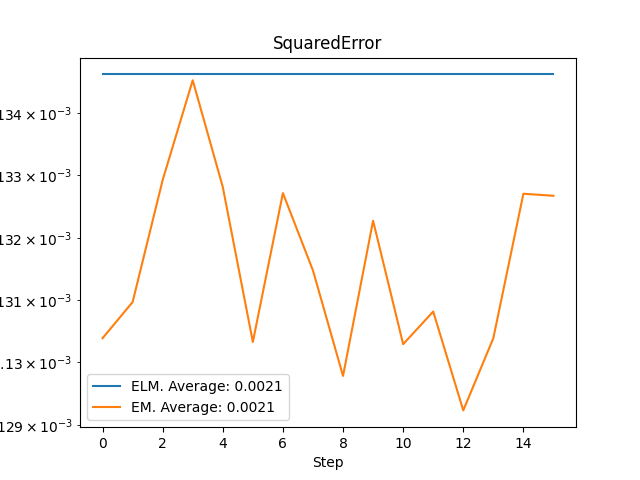 SquaredError
134 × 10⁻³
133 × 10⁻³
132 × 10⁻³
131 × 10⁻³
.13 × 10⁻³
129 × 10⁻³
ELM. Average: 0.0021
EM. Average: 0.0021
0 2 4 6 8 10 12 14
Step